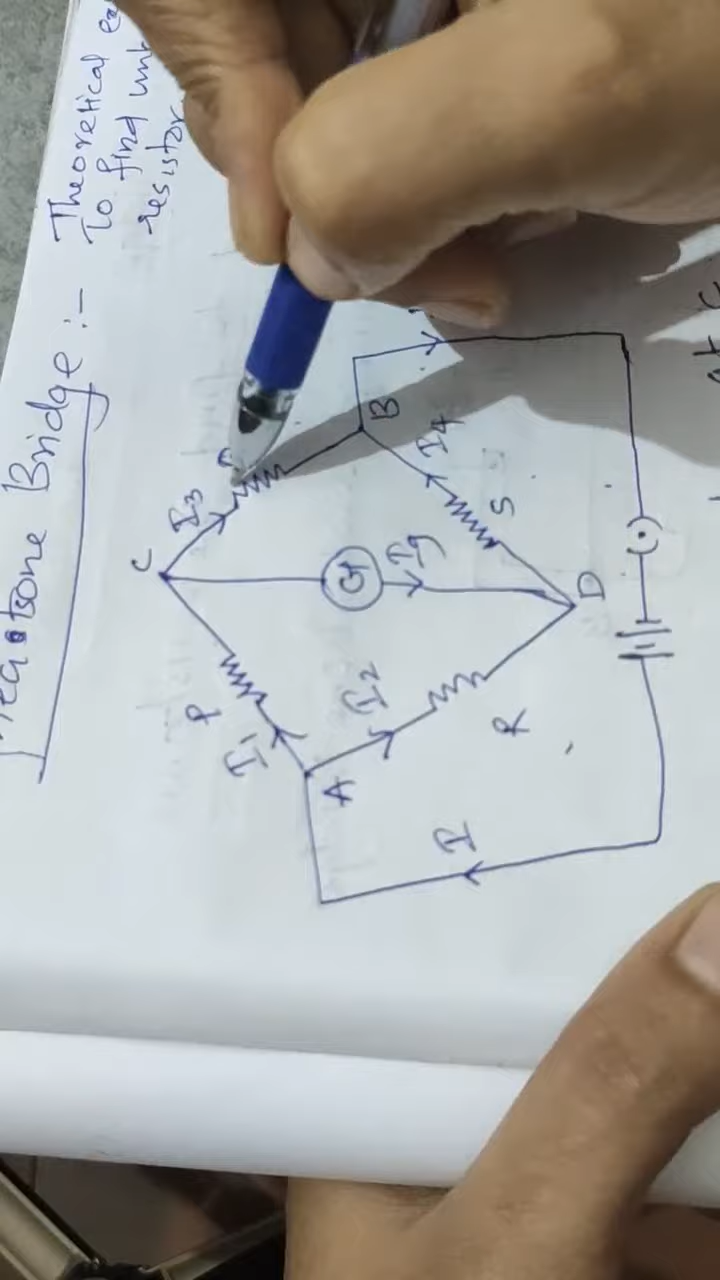 Bridge :-
Theoretical
To find
resistor
C
I3
P
I1
A
I2
R
G
Ig
B
I4
S
D
I